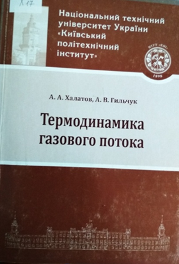 Національний технічний
університет України
«Київський
політехнічний
інститут»
А. А. Халатов, А. В. Гильчук
Термодинамика
газового потока